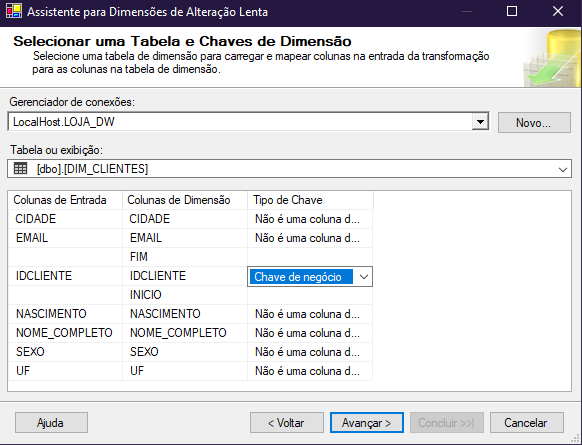 Assistente para Dimensões de Alteração Lenta
Selecionar uma Tabela e Chaves de Dimensão
Selecione uma tabela de dimensão para carregar e mapear colunas na entrada da transformação
para as colunas na tabela de dimensão.
Gerenciador de conexões:
LocalHost.LOJA_DW
Novo...
Tabela ou exibição:
[dbo].[DIM_CLIENTES]
Colunas de Entrada Colunas de Dimensão Tipo de Chave
CIDADE CIDADE Não é uma coluna d...
EMAIL EMAIL Não é uma coluna d...
FIM
IDCLIENTE IDCLIENTE Chave de negócio
INICIO
NASCIMENTO NASCIMENTO Não é uma coluna d...
NOME_COMPLETO NOME_COMPLETO Não é uma coluna d...
SEXO SEXO Não é uma coluna d...
UF UF Não é uma coluna d...
Ajuda < Voltar Avançar > Concluir >>| Cancelar